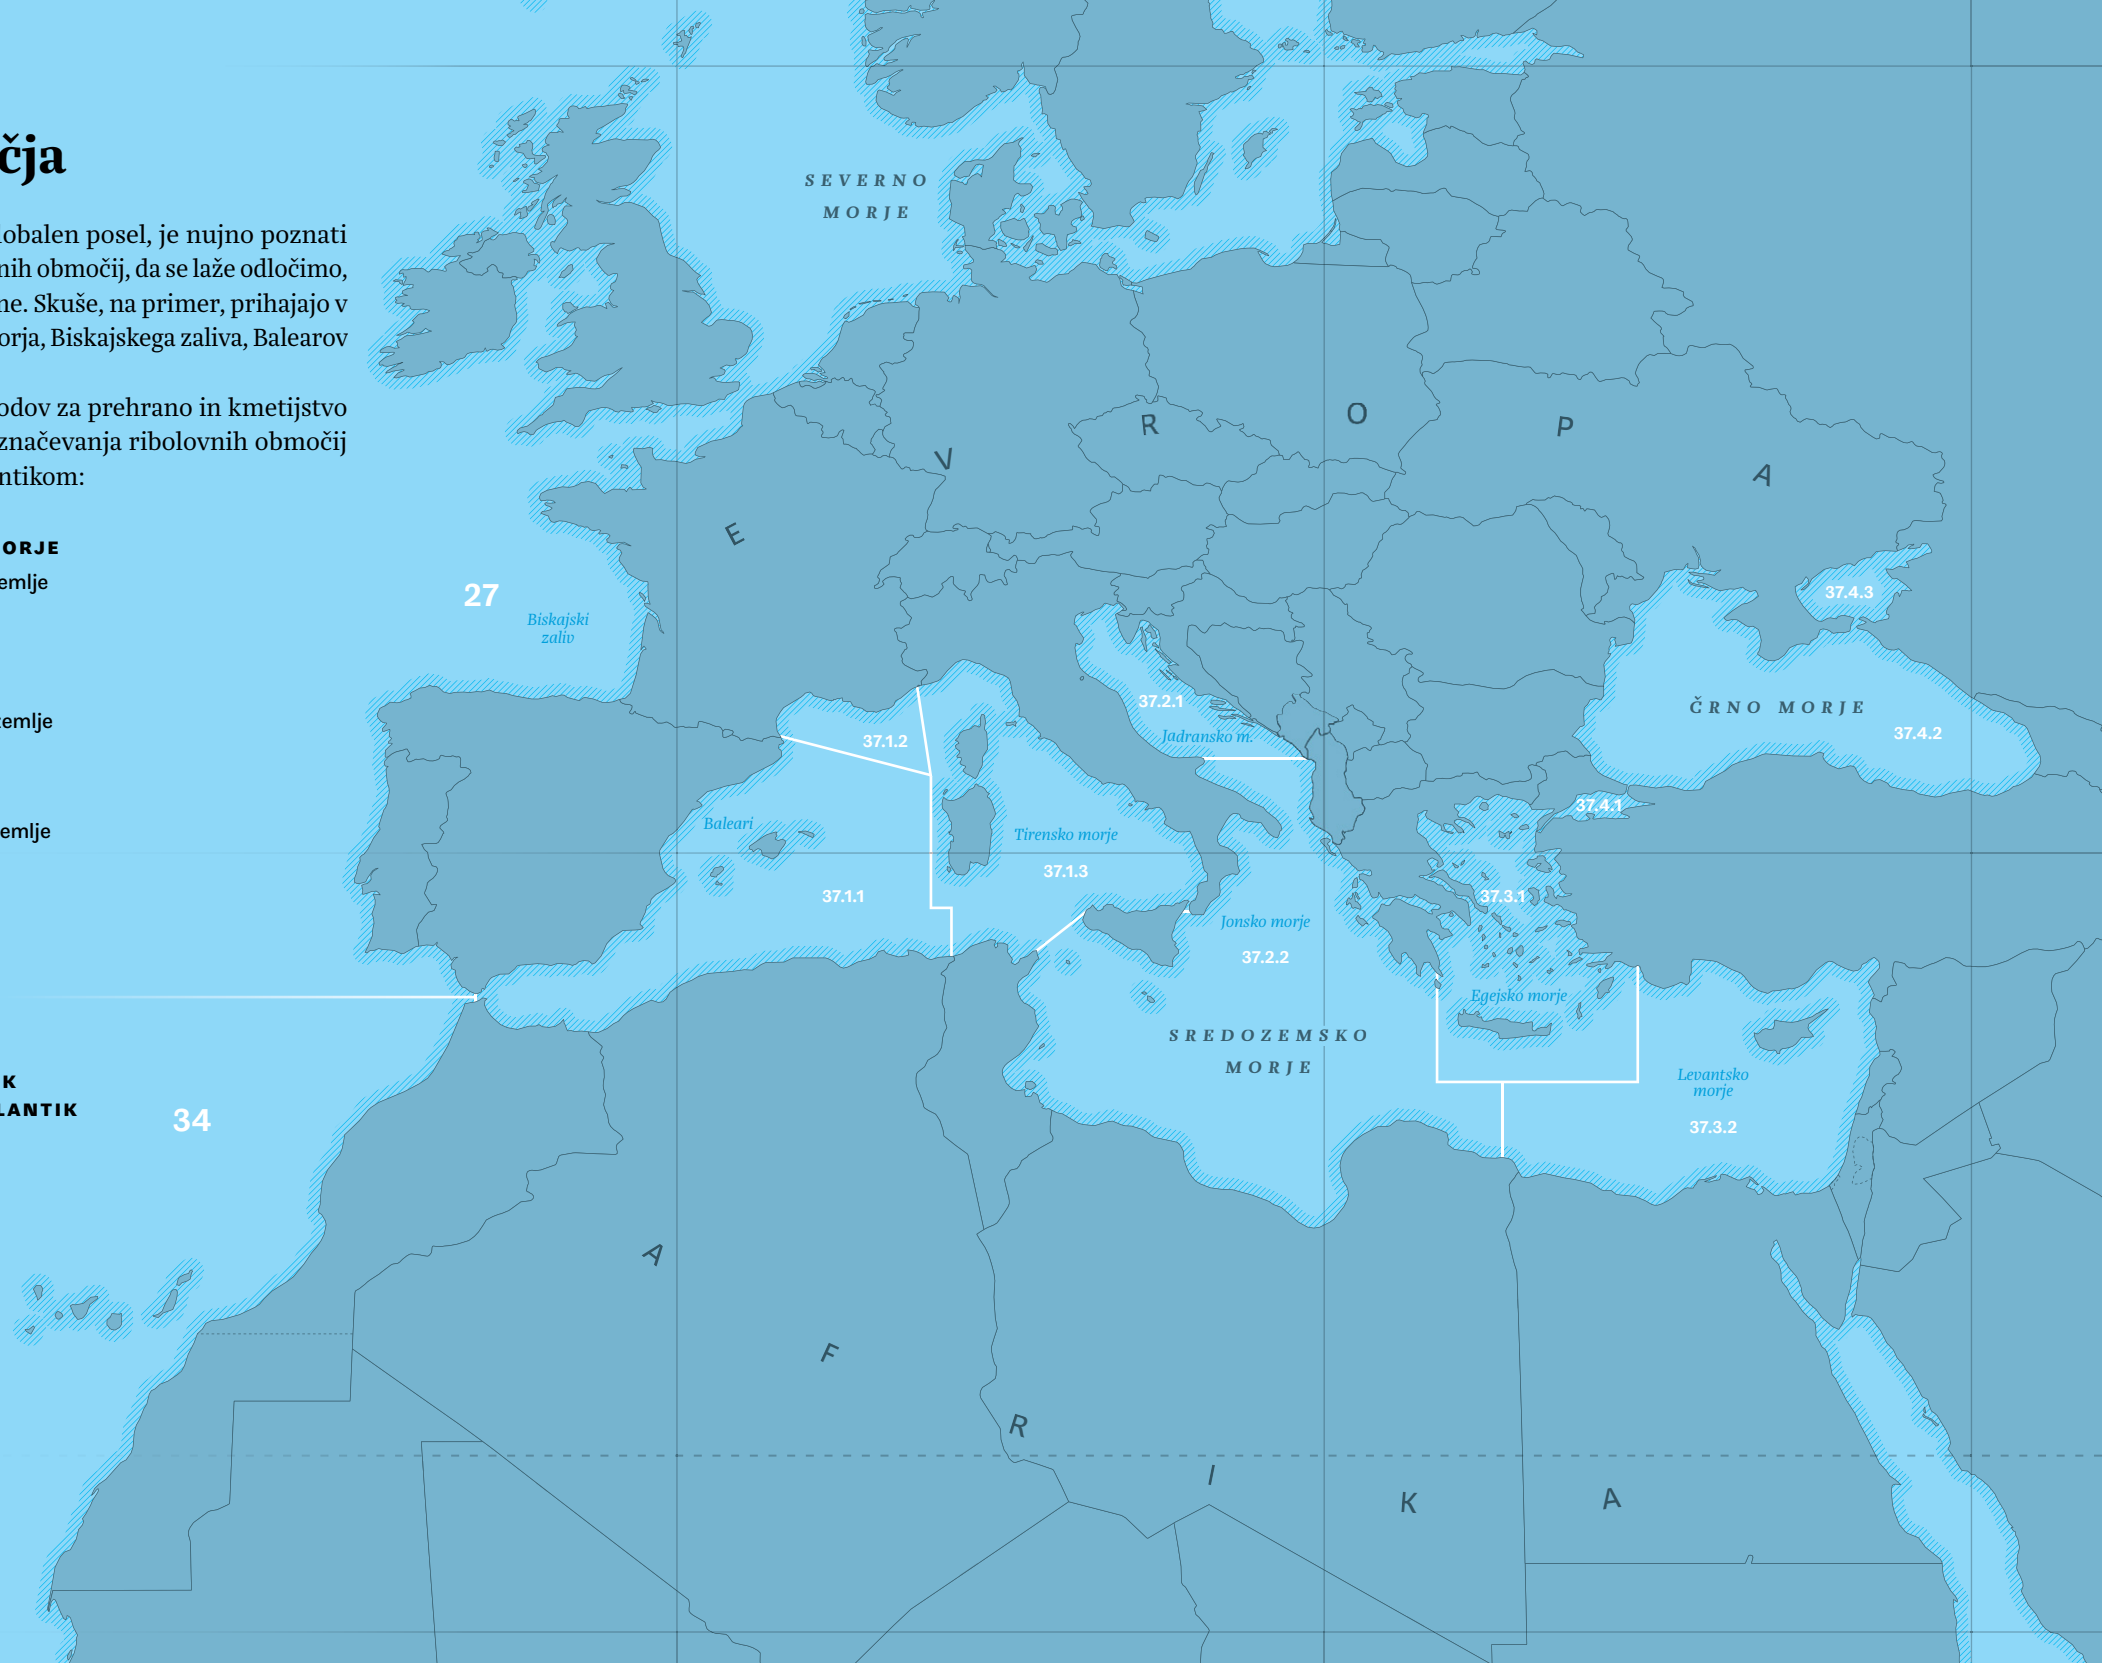 čja
lobalen posel, je nujno poznati
nih območij, da se laže odločimo,
ne. Skuše, na primer, prihajajo v
orja, Biskajskega zaliva, Balearov
odov za prehrano in kmetijstvo
značevanja ribolovnih območij
ntikom:
ORJE
emlje
zemlje
emlje
K
LANTIK
SEVERNO
MORJE
E V R O P A
27
Biskajski
zaliv
37.4.3
ČRNO MORJE
37.4.2
37.2.1
Jadransko m.
37.1.2
37.4.1
Baleari
Tirensko morje
37.1.3
37.1.1
37.3.1
Jonsko morje
37.2.2
Egejsko morje
SREDOZEMSKO
MORJE
Levantsko
morje
37.3.2
34
A F R I K A